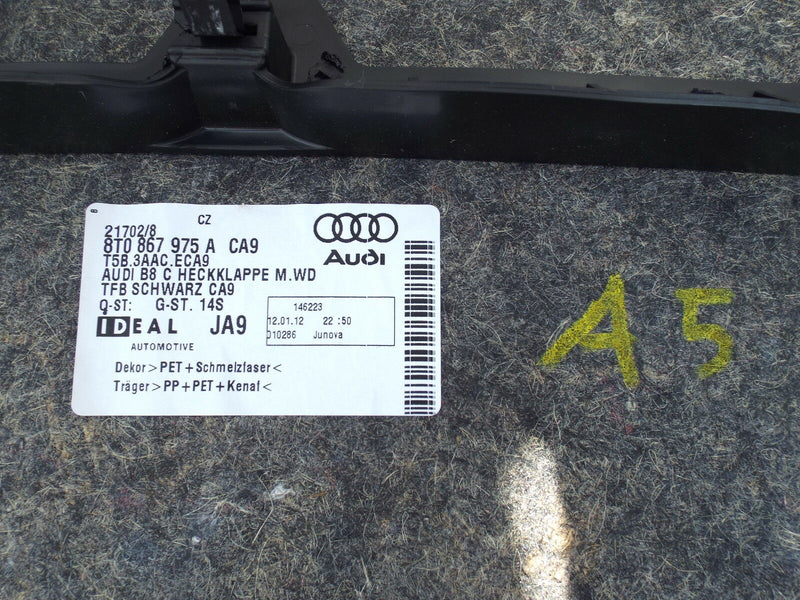 CZ
21702/8
8T0 867 975 A CA9
T5B.3AAC.ECA9
AUDI B8 C HECKKLAPPE M.WD
TFB SCHWARZ CA9
Q-ST: G-ST. 14S
IDEAL JA9
AUTOMOTIVE
Audi
146223
12.01.12 22:50
010286 Junova
Dekor>PET+Schmelzfaser<
Träger>PP+PET+Kenaf<
A5